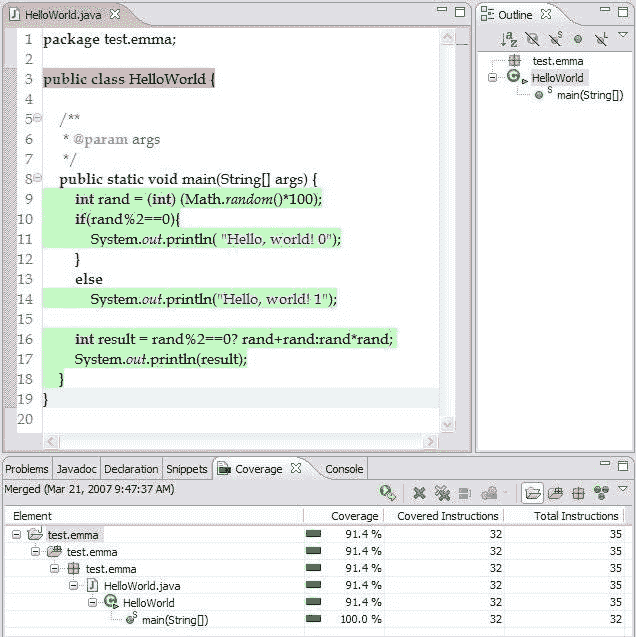 HelloWorld.java
1 package test.emma;
2
3 public class HelloWorld {
4
5 /**
6 * @param args
7 */
8 public static void main(String[] args) {
9 int rand = (int) (Math.random()*100);
10 if(rand%2==0){
11 System.out.println( "Hello, world! 0");
12 }
13 else
14 System.out.println("Hello, world! 1");
15
16 int result = rand%2==0? rand+rand:rand*rand;
17 System.out.println(result);
18 }
19 }
20
Outline
test.emma
HelloWorld
main(String[])
Problems Javadoc Declaration Snippets Coverage Console
Merged (Mar 21, 2007 9:47:37 AM)
Element Coverage Covered Instructions Total Instructions
test.emma 91.4 % 32 35
test.emma 91.4 % 32 35
test.emma 91.4 % 32 35
HelloWorld.java 91.4 % 32 35
HelloWorld 91.4 % 32 35
main(String[]) 100.0 % 32 32